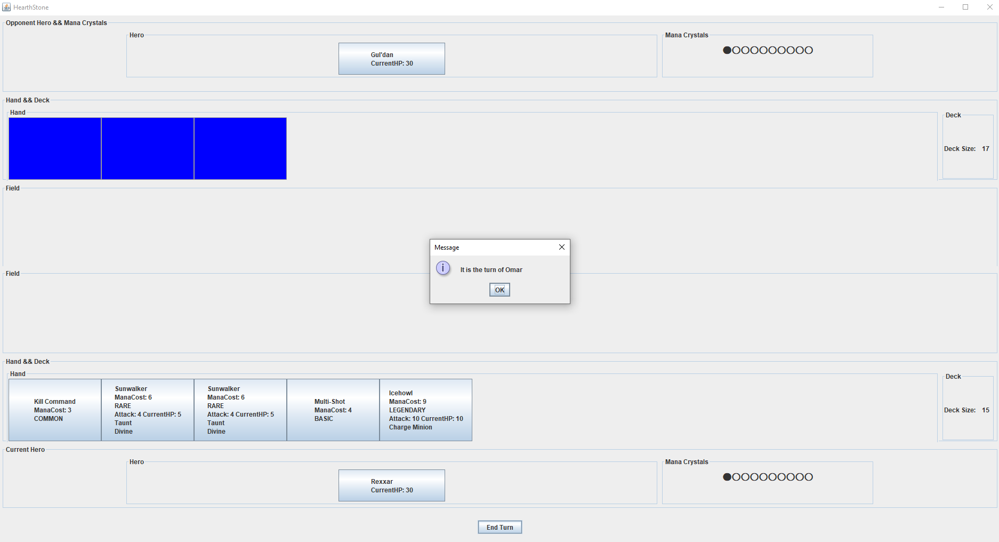 HearthStone
Opponent Hero && Mana Crystals
Hero
Gul'dan
CurrentHP: 30
Mana Crystals
●○○○○○○○○○
Hand && Deck
Hand
Deck
Deck Size: 17
Field
Message
It is the turn of Omar
OK
Field
Hand && Deck
Hand
Kill Command
ManaCost: 3
COMMON
Sunwalker
ManaCost: 6
RARE
Attack: 4 CurrentHP: 5
Taunt
Divine
Sunwalker
ManaCost: 6
RARE
Attack: 4 CurrentHP: 5
Taunt
Divine
Multi-Shot
ManaCost: 4
BASIC
Icehowl
ManaCost: 9
LEGENDARY
Attack: 10 CurrentHP: 10
Charge Minion
Deck
Deck Size: 15
Current Hero
Hero
Rexxar
CurrentHP: 30
Mana Crystals
●○○○○○○○○○
End Turn